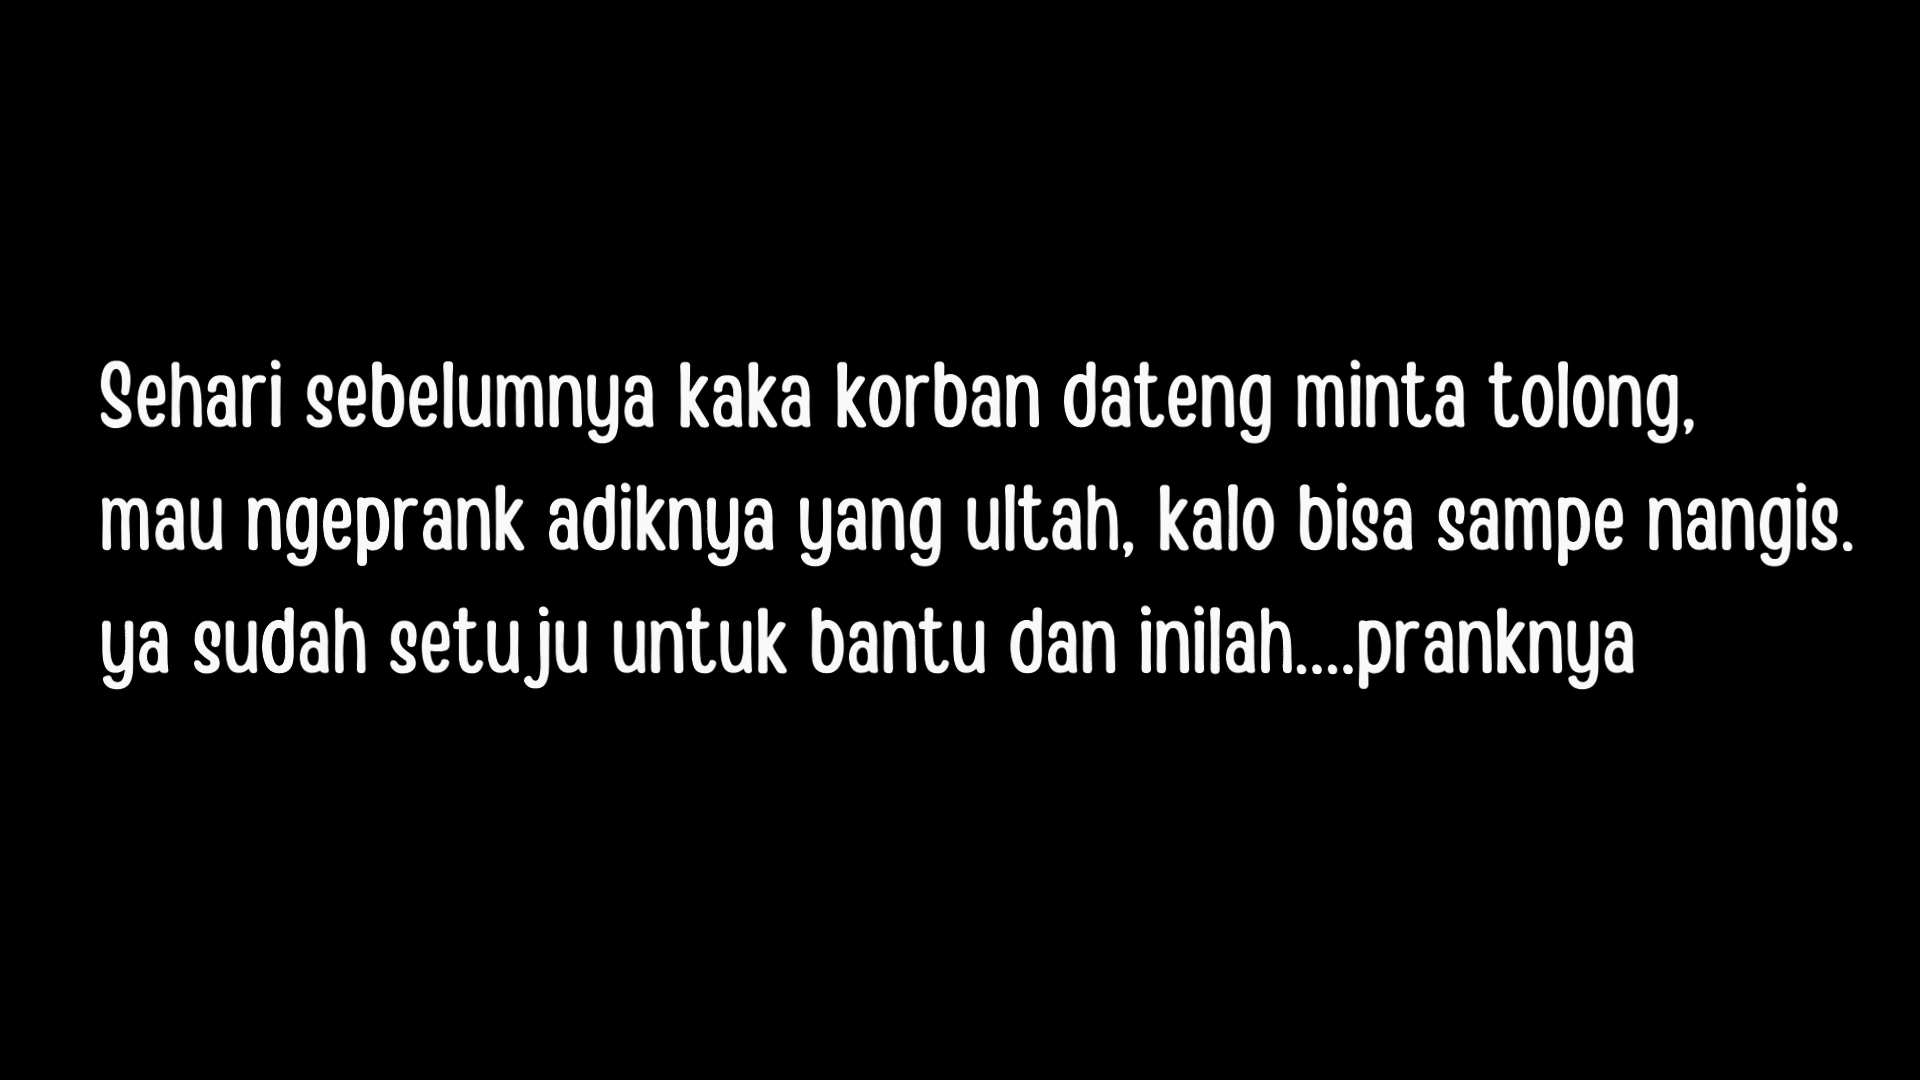 Sehari sebelumnya kaka korban dateng minta tolong,
mau ngeprank adiknya yang ultah, kalo bisa sampe nangis.
ya sudah setuju untuk bantu dan inilah....pranknya